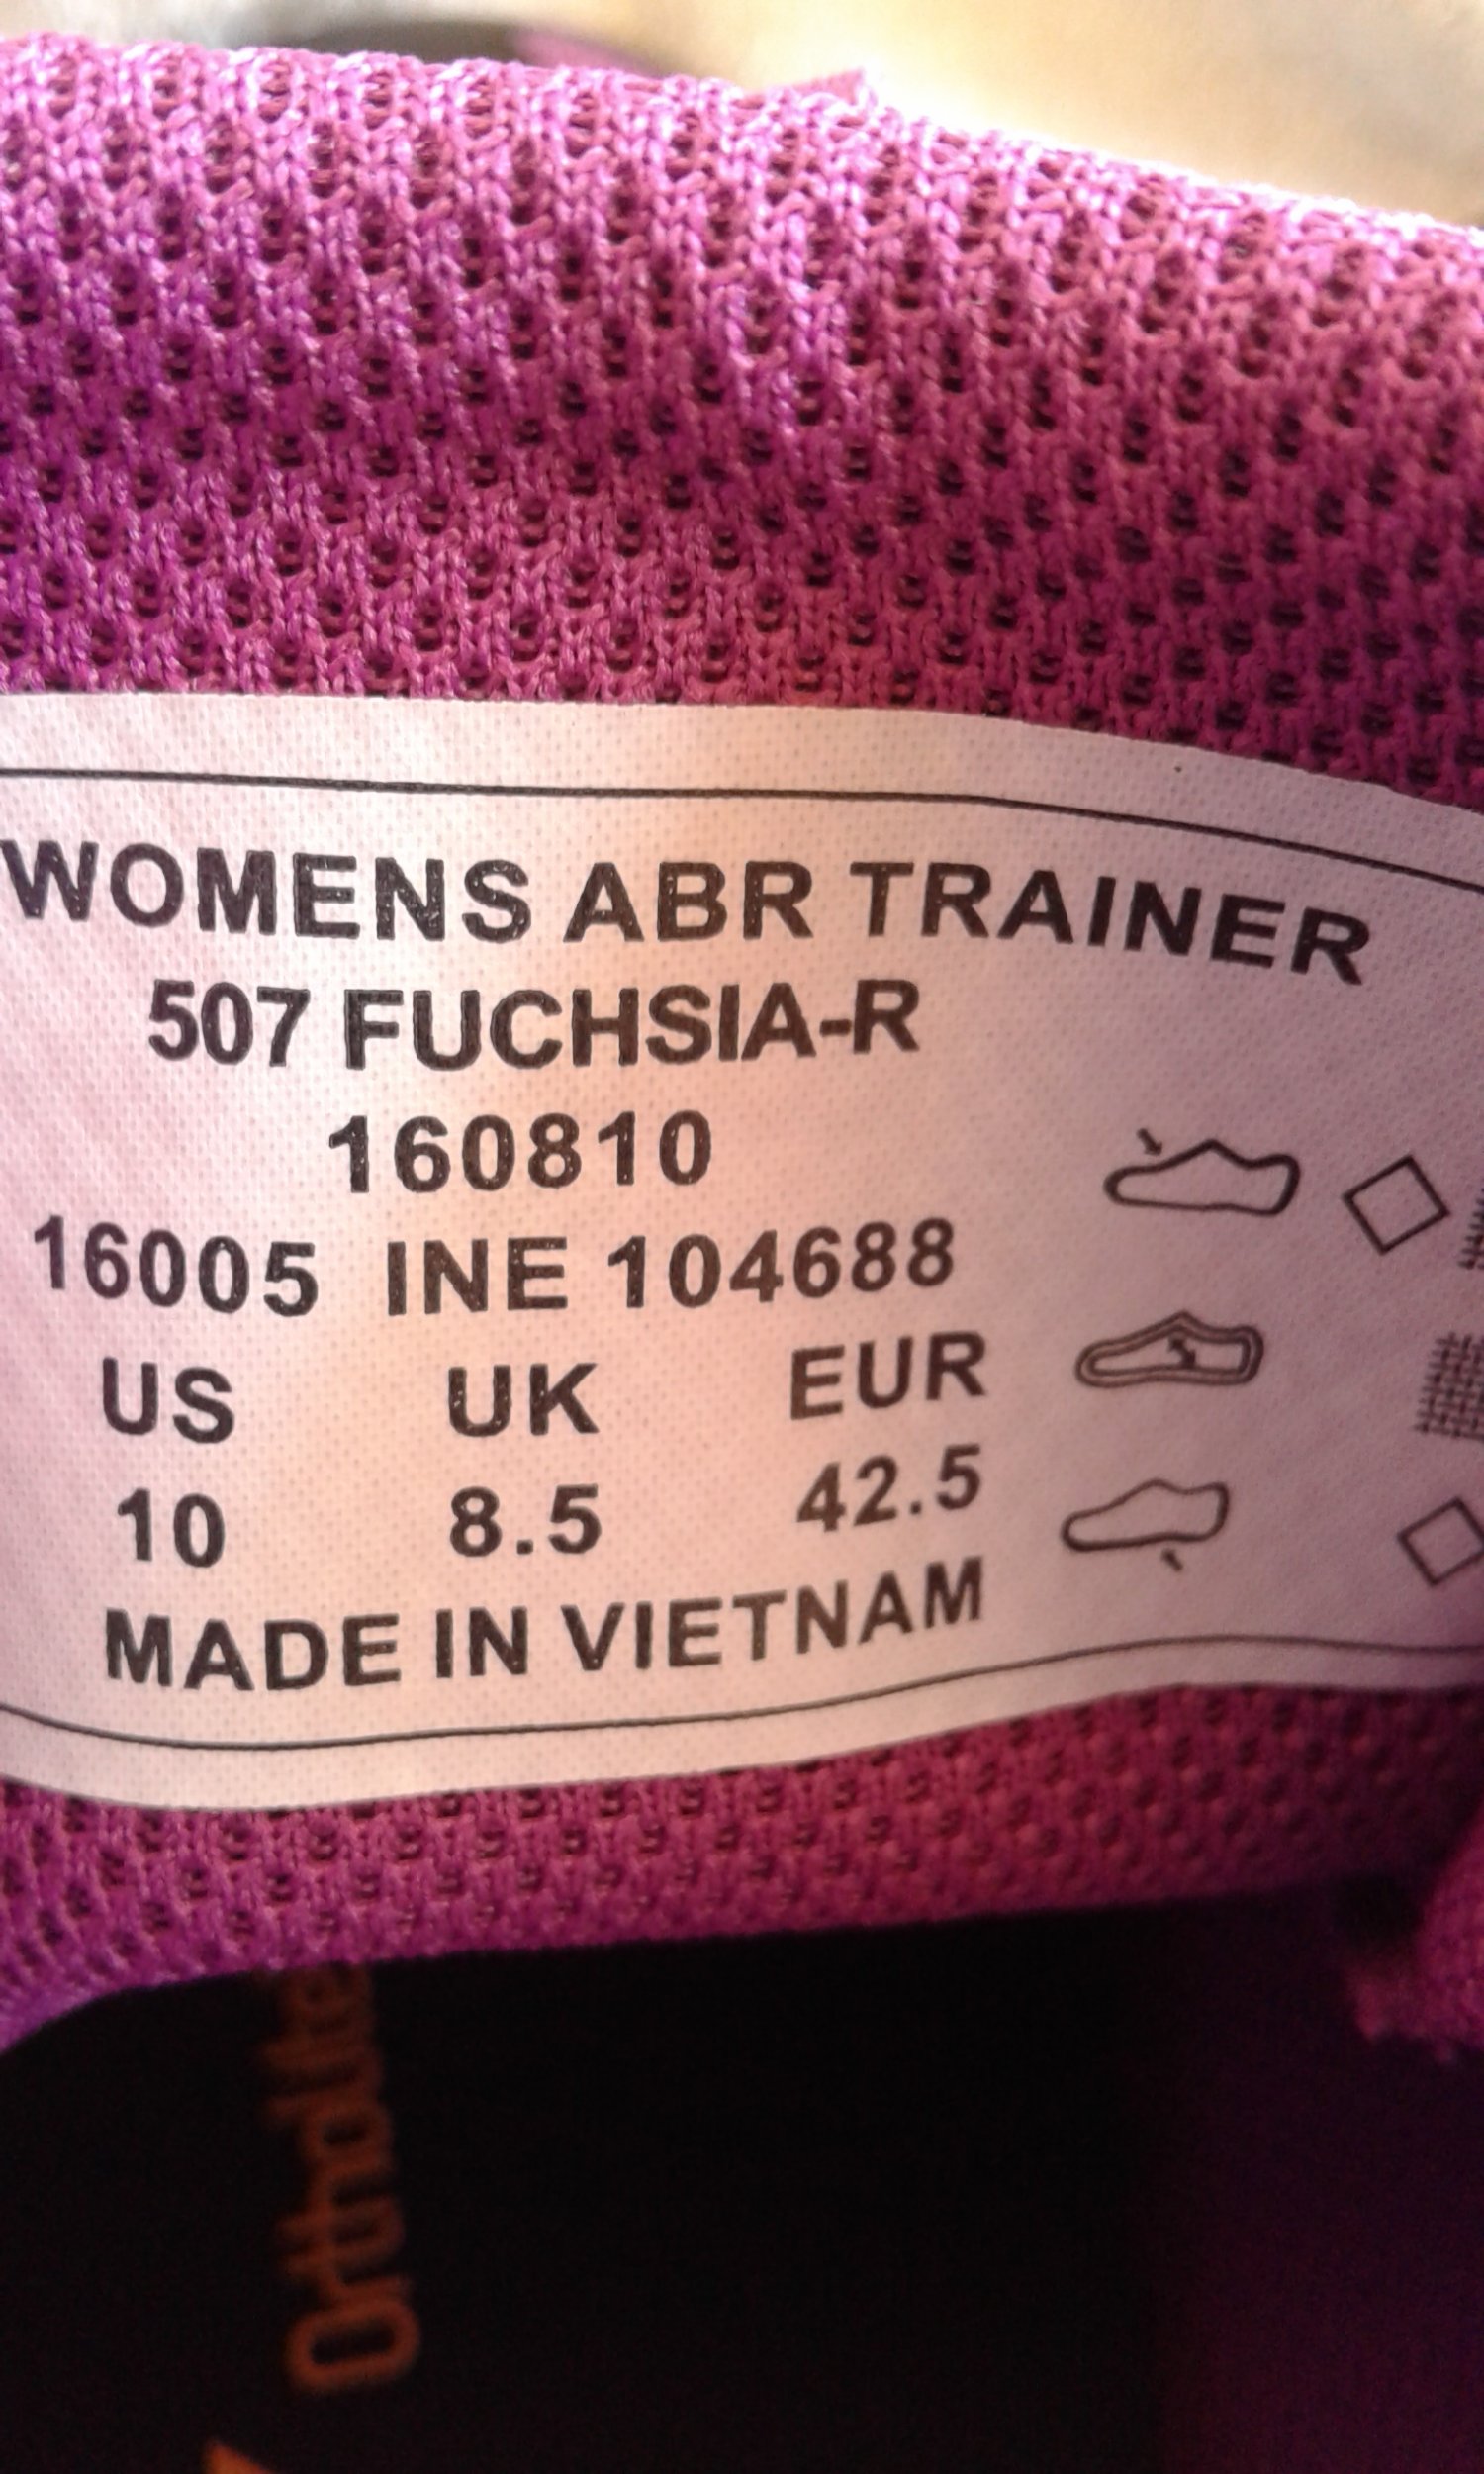 WOMENS ABR TRAINER
507 FUCHSIA-R
160810
16005 INE 104688
US UK EUR
10 8.5 42.5
MADE IN VIETNAM